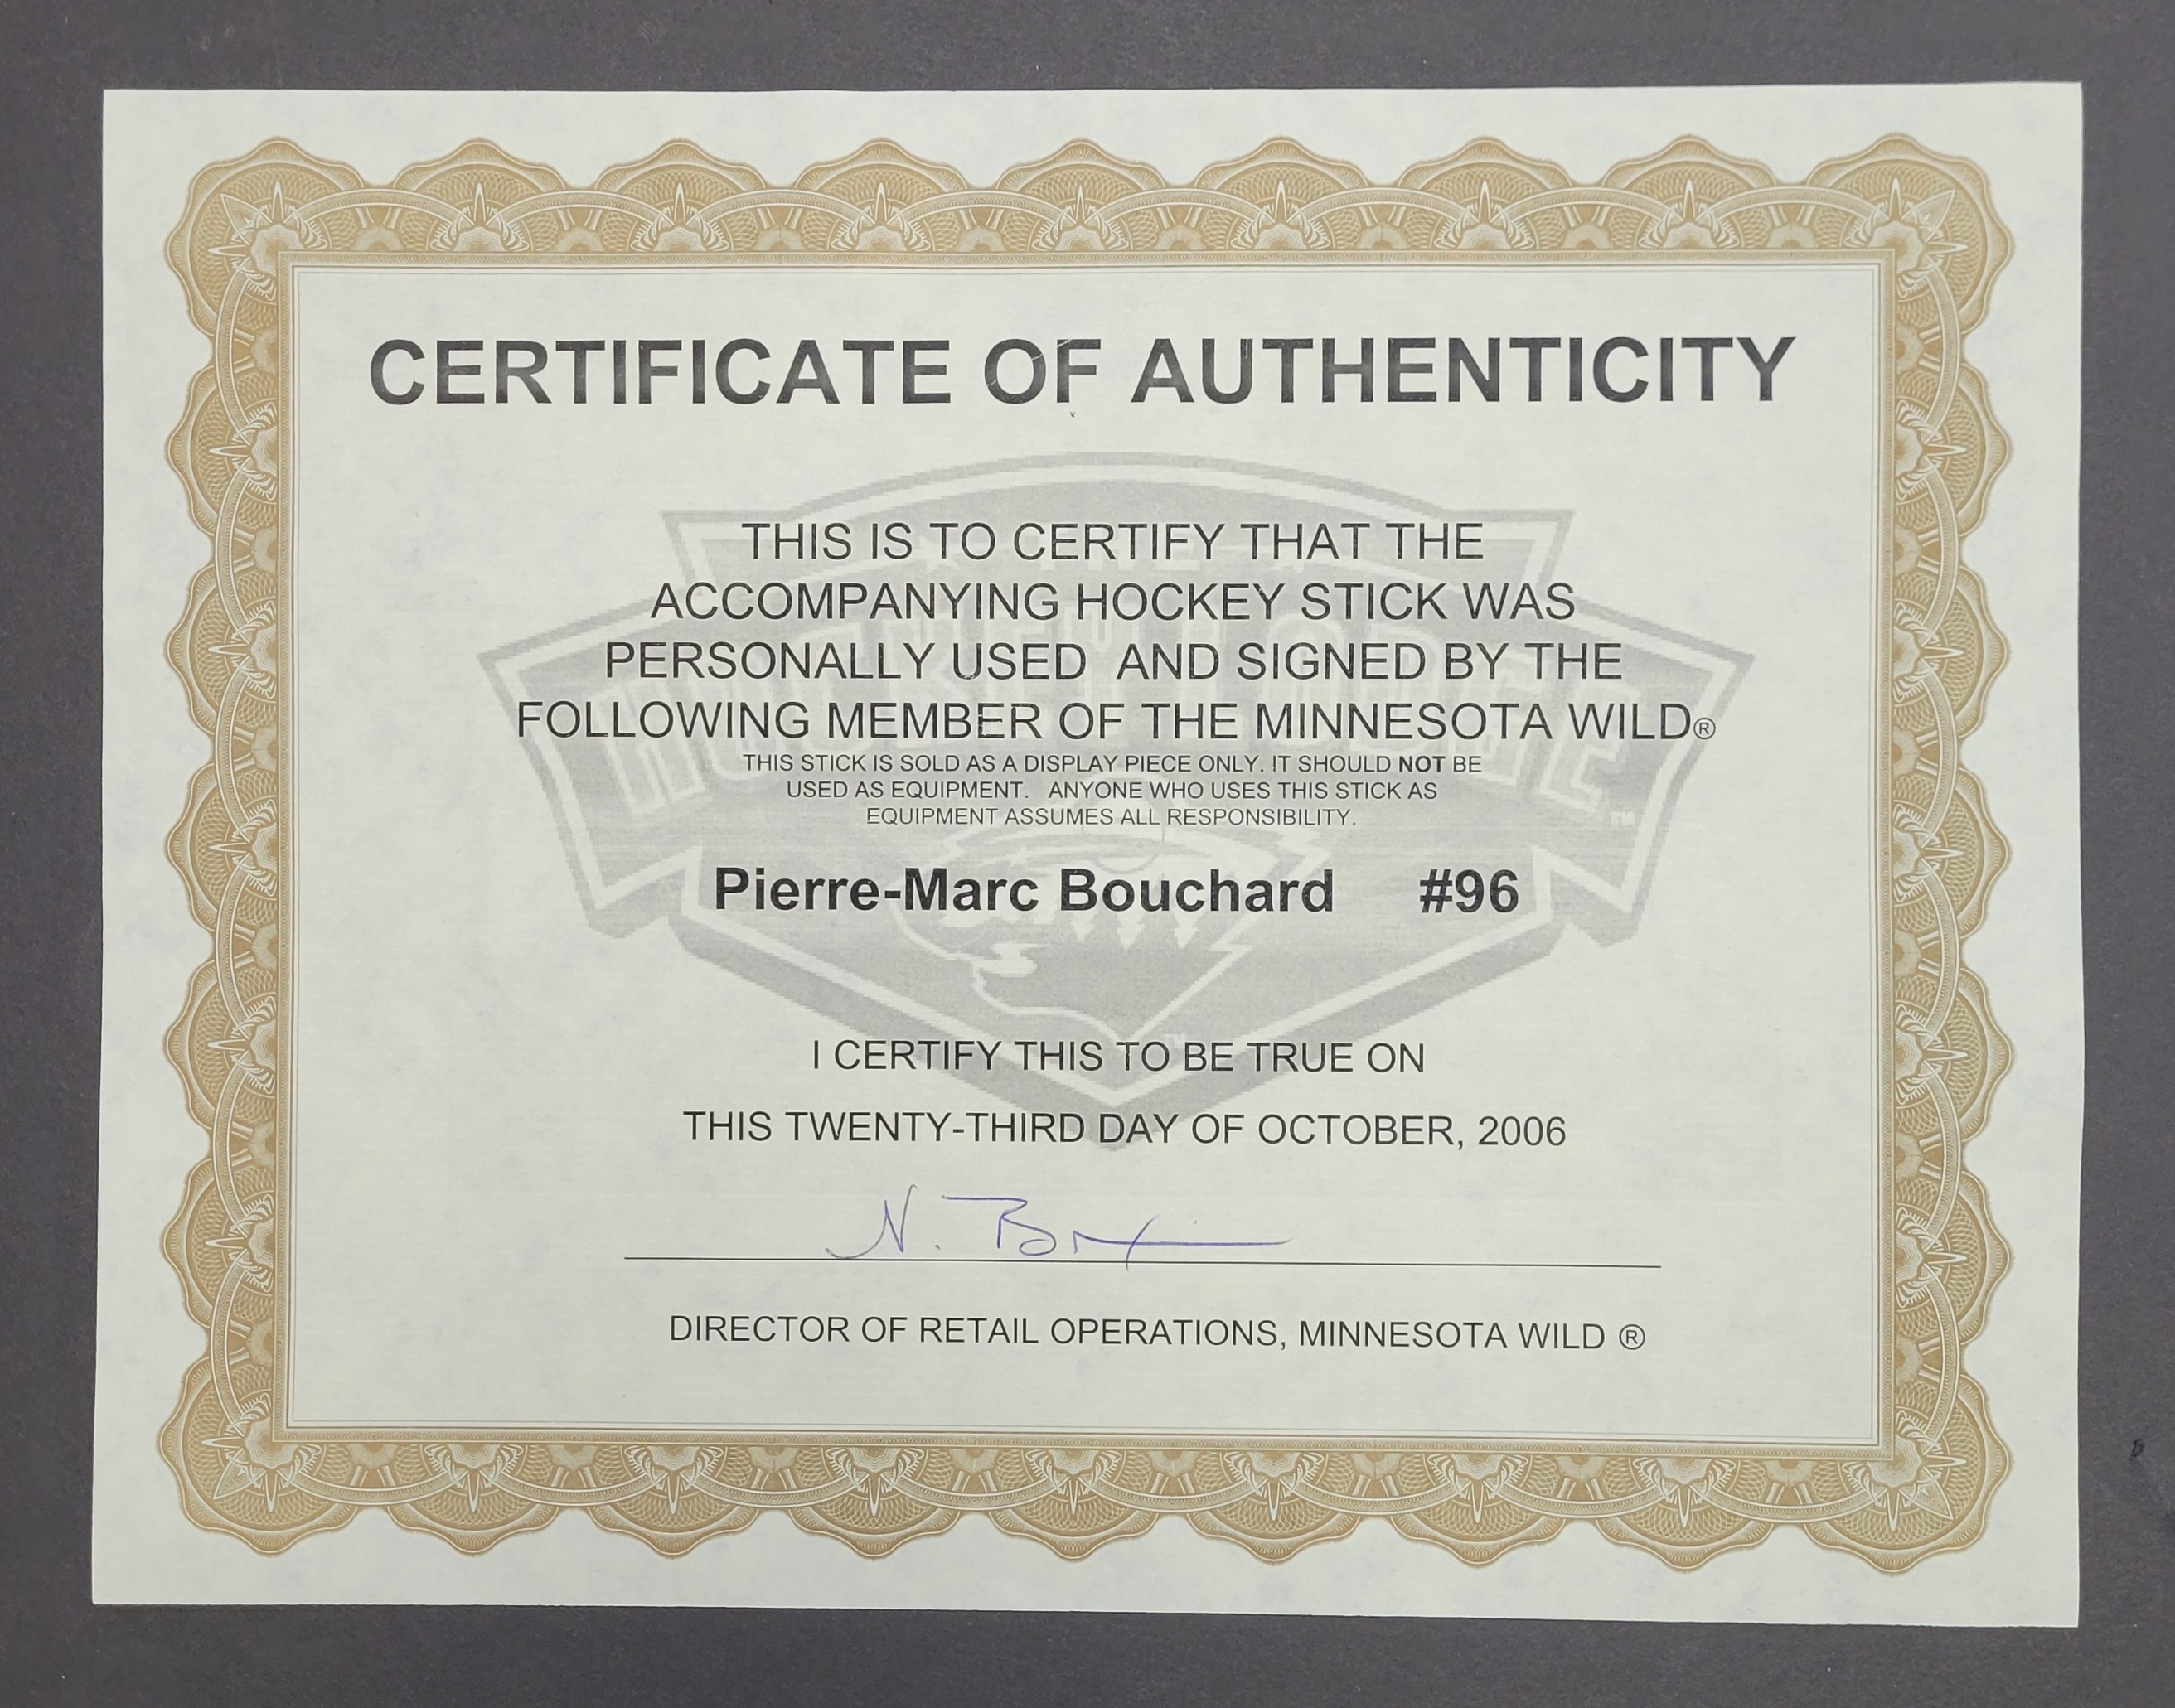 CERTIFICATE OF AUTHENTICITY
THIS IS TO CERTIFY THAT THE
ACCOMPANYING HOCKEY STICK WAS
PERSONALLY USED AND SIGNED BY THE
FOLLOWING MEMBER OF THE MINNESOTA WILD®
THIS STICK IS SOLD AS A DISPLAY PIECE ONLY. IT SHOULD NOT BE
USED AS EQUIPMENT. ANYONE WHO USES THIS STICK AS
EQUIPMENT ASSUMES ALL RESPONSIBILITY.
Pierre-Marc Bouchard #96
I CERTIFY THIS TO BE TRUE ON
THIS TWENTY-THIRD DAY OF OCTOBER, 2006
N.
DIRECTOR OF RETAIL OPERATIONS, MINNESOTA WILD ®
THE
HOCKEY LODGE